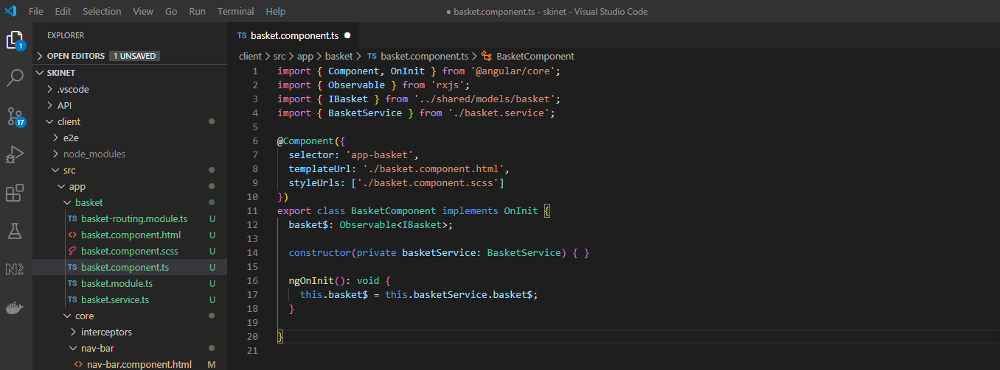 File Edit Selection View Go Run Terminal Help ● basket.component.ts - skinet - Visual Studio Code
EXPLORER
OPEN EDITORS 1 UNSAVED
SKINET
.vscode
API
client
e2e
node_modules
src
app
basket
TS basket-routing.module.ts U
<> basket.component.html U
basket.component.scss U
TS basket.component.ts U
TS basket.module.ts U
TS basket.service.ts U
core
interceptors
nav-bar
<> nav-bar.component.html M
1
17
N2
TS basket.component.ts ●
client > src > app > basket > TS basket.component.ts > BasketComponent
1 import { Component, OnInit } from '@angular/core';
2 import { Observable } from 'rxjs';
3 import { IBasket } from '../shared/models/basket';
4 import { BasketService } from './basket.service';
5
6 @Component({
7   selector: 'app-basket',
8   templateUrl: './basket.component.html',
9   styleUrls: ['./basket.component.scss']
10 })
11 export class BasketComponent implements OnInit {
12   basket$: Observable<IBasket>;
13
14   constructor(private basketService: BasketService) { }
15
16   ngOnInit(): void {
17     this.basket$ = this.basketService.basket$;
18   }
19
20 }
21